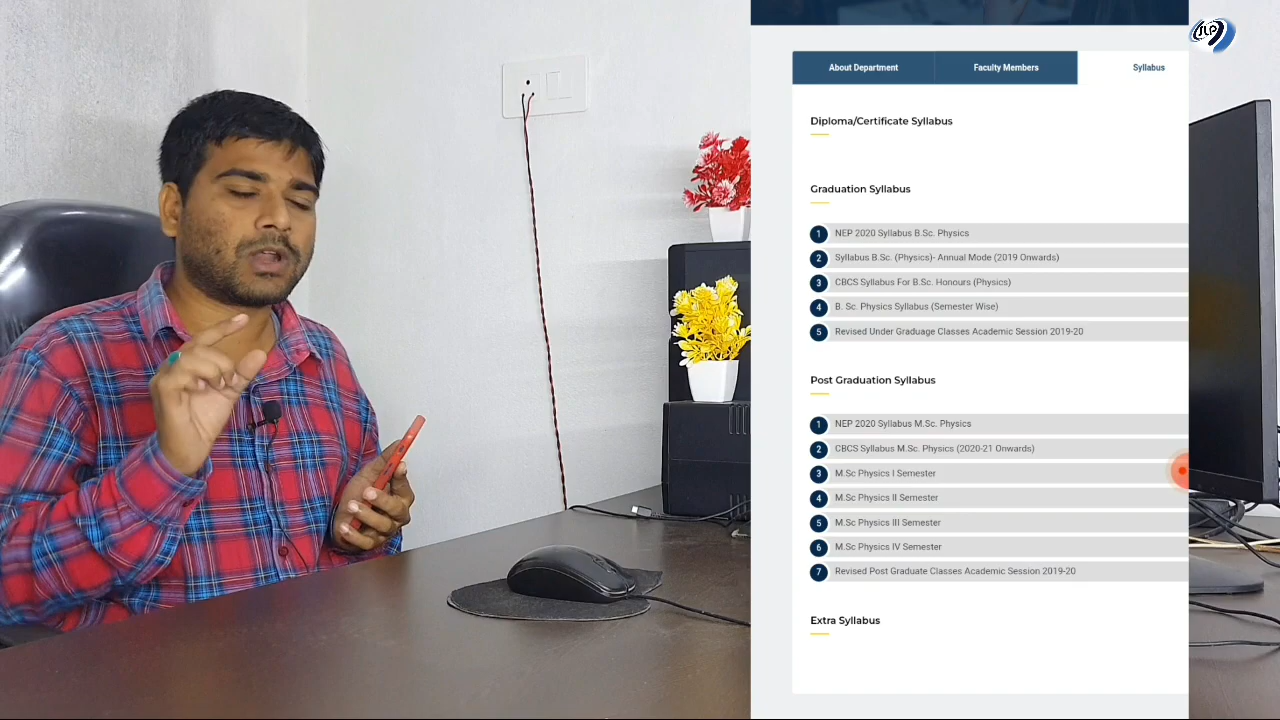 SLP
About Department
Faculty Members
Syllabus
Diploma/Certificate Syllabus
Graduation Syllabus
1 NEP 2020 Syllabus B.Sc. Physics
2 Syllabus B.Sc. (Physics)- Annual Mode (2019 Onwards)
3 CBCS Syllabus For B.Sc. Honours (Physics)
4 B. Sc. Physics Syllabus (Semester Wise)
5 Revised Under Graduage Classes Academic Session 2019-20
Post Graduation Syllabus
1 NEP 2020 Syllabus M.Sc. Physics
2 CBCS Syllabus M.Sc. Physics (2020-21 Onwards)
3 M.Sc Physics I Semester
4 M.Sc Physics II Semester
5 M.Sc Physics III Semester
6 M.Sc Physics IV Semester
7 Revised Post Graduate Classes Academic Session 2019-20
Extra Syllabus